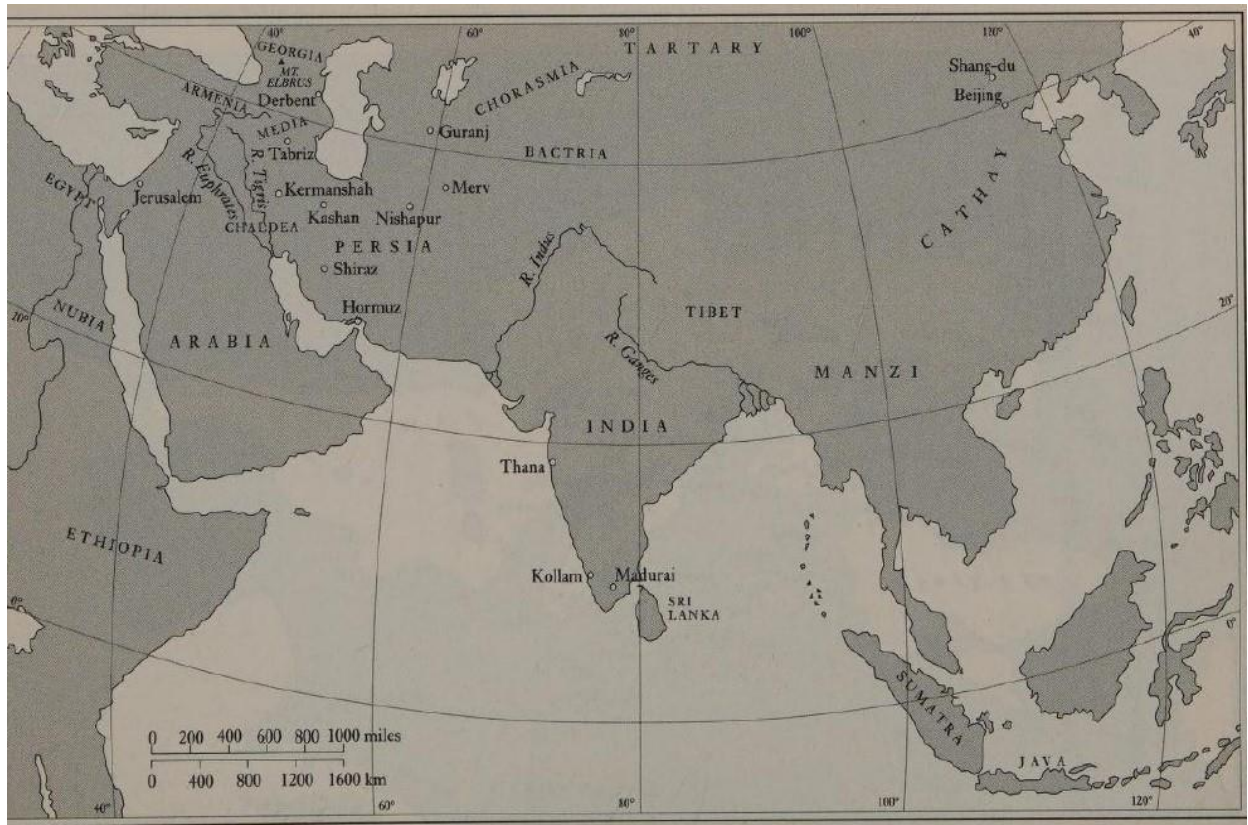 40°
60°
TARTARY
100°
120°
40°
GEORGIA
MT.
ELBRUS
Derbent
ARMENIA
MEDIA
Tabriz
CHORASMIA
Guranj
BACTRIA
Shang-du
Beijing
EGYPT
Jerusalem
R. Euphrates
R. Tigris
Kermanshah
Kashan
Nishapur
Merv
CHALDEA
PERSIA
Shiraz
Hormuz
R. Indus
CATHAY
NUBIA
20°
ARABIA
R. Ganges
TIBET
MANZI
20°
INDIA
Thana
ETHIOPIA
Kollam
Madurai
SRI
LANKA
0°
0°
SUMATRA
JAVA
0 200 400 600 800 1000 miles
0 400 800 1200 1600 km
40°
60°
80°
100°
120°